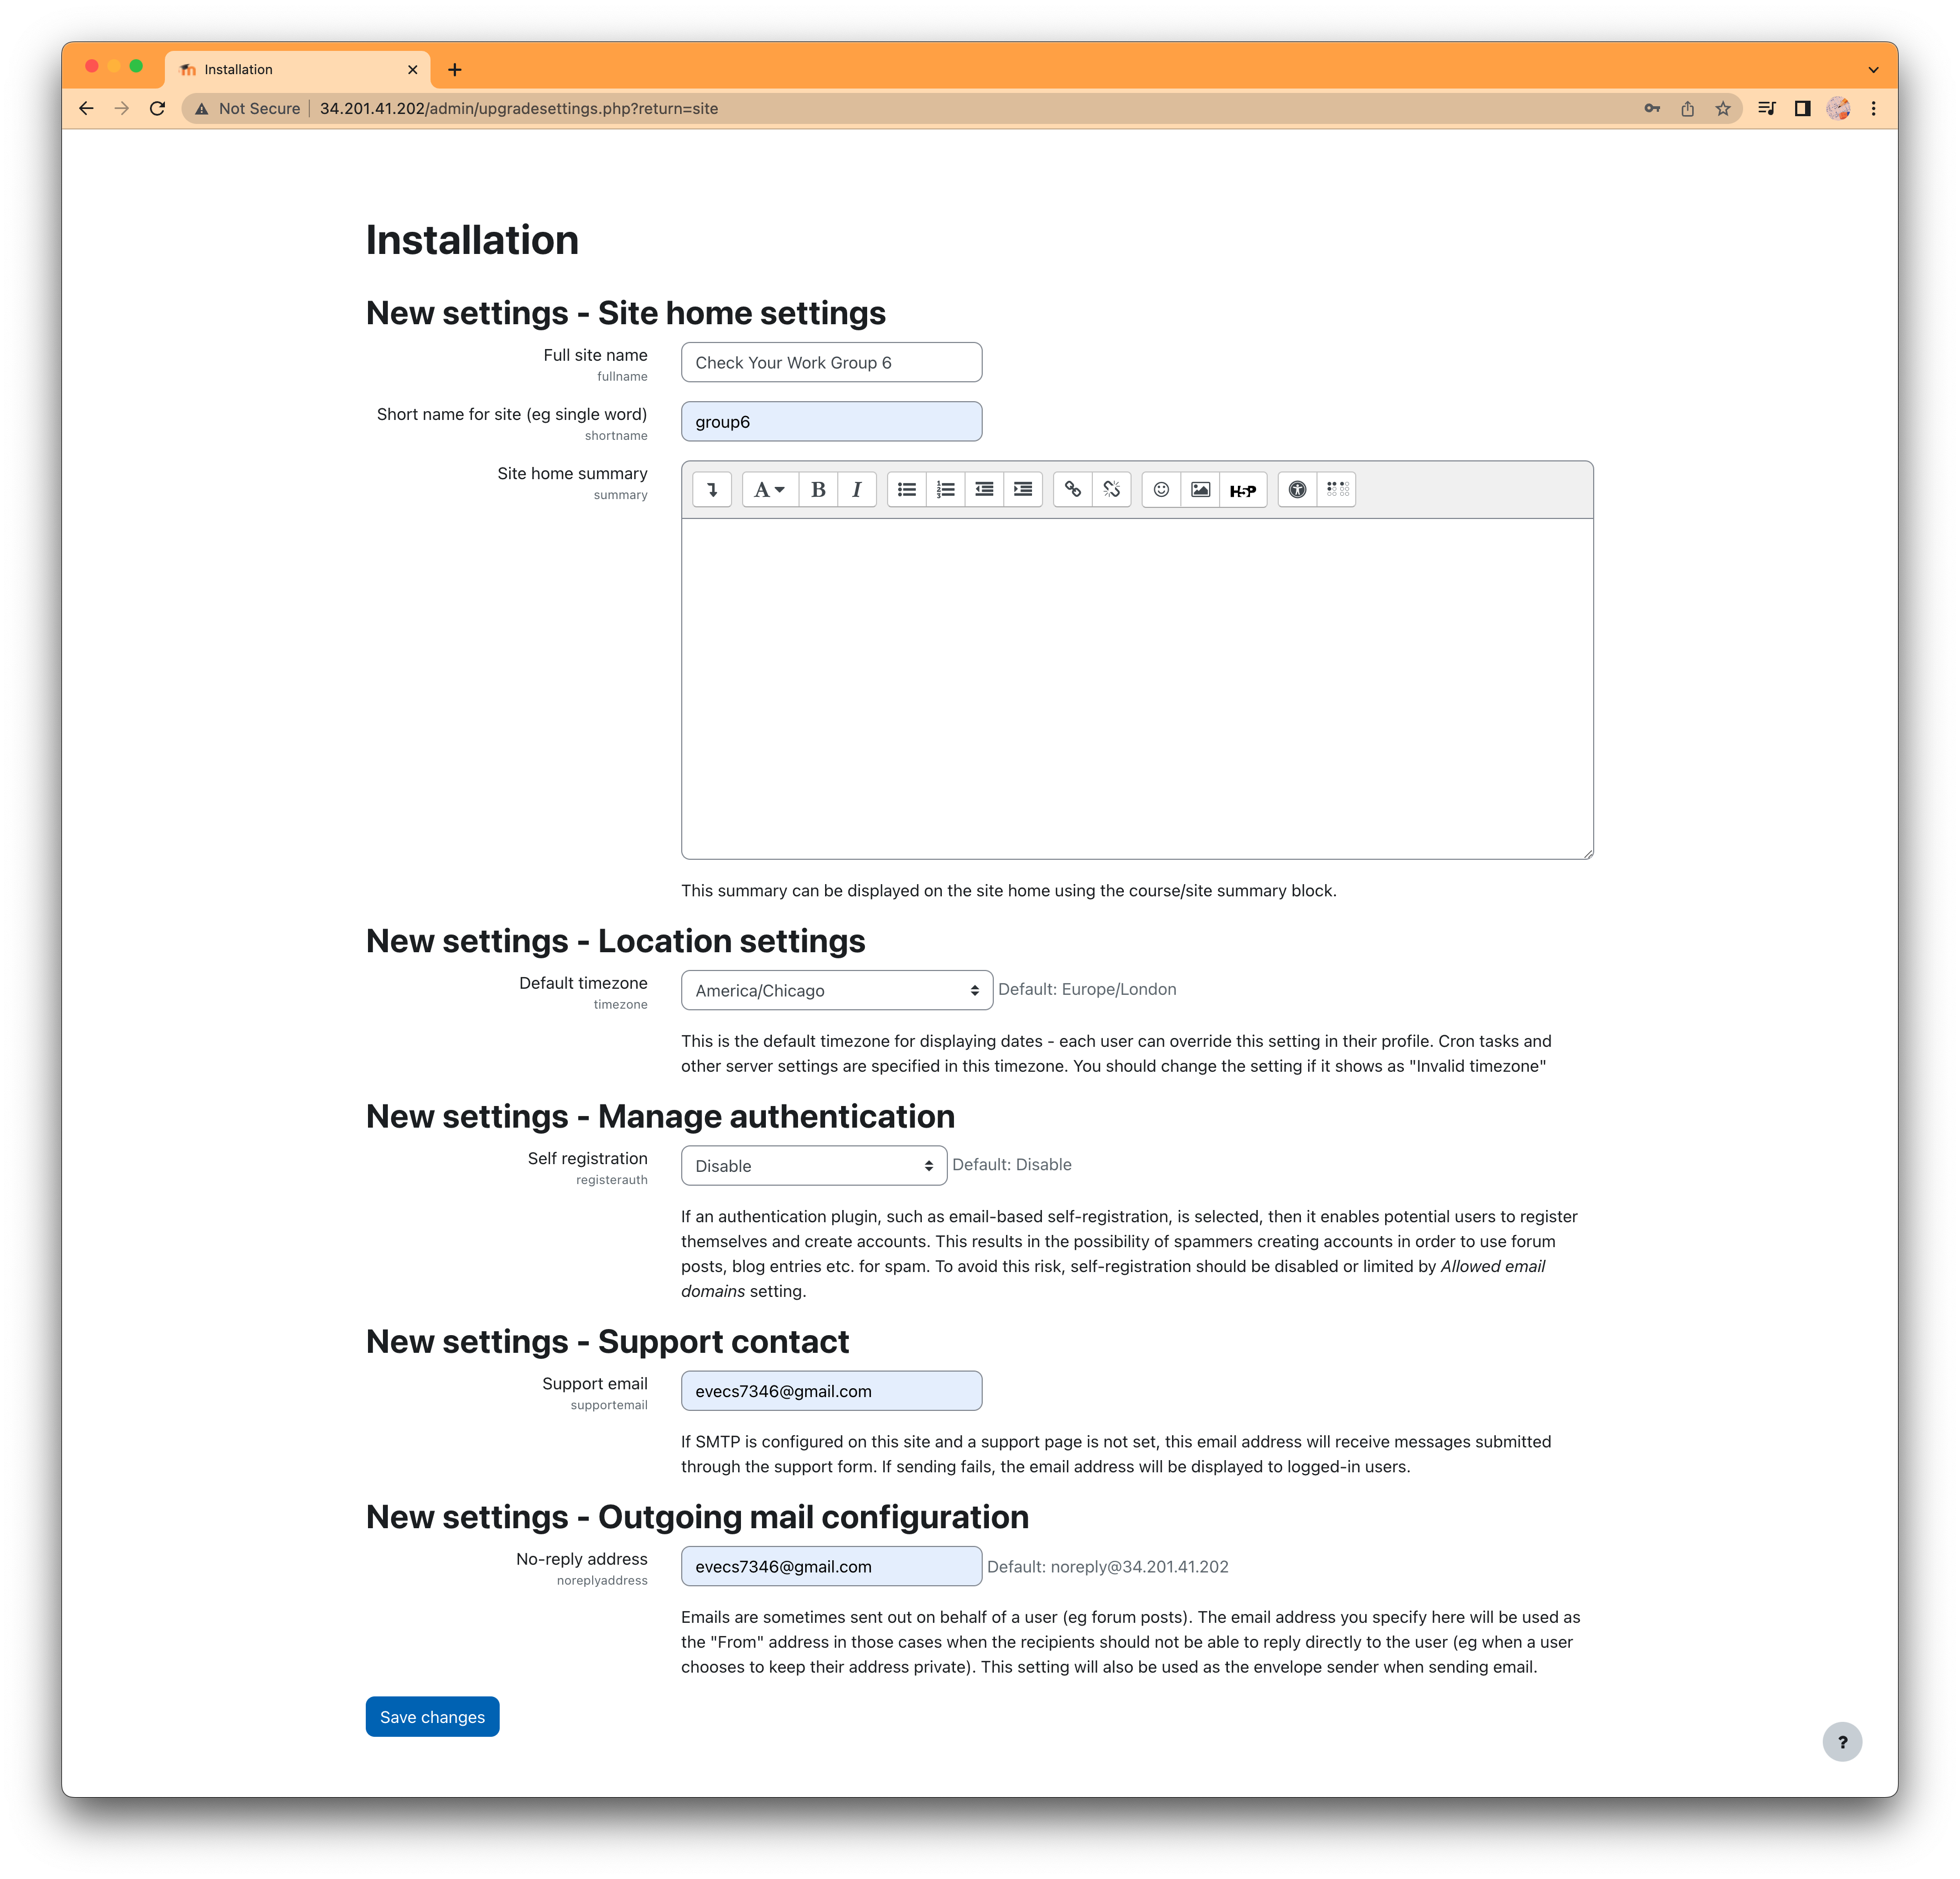 Installation
Not Secure | 34.201.41.202/admin/upgradesettings.php?return=site
Installation
New settings - Site home settings
Full site name
fullname
Check Your Work Group 6
Short name for site (eg single word)
shortname
group6
Site home summary
summary
A B I H5P
This summary can be displayed on the site home using the course/site summary block.
New settings - Location settings
Default timezone
timezone
America/Chicago
Default: Europe/London
This is the default timezone for displaying dates - each user can override this setting in their profile. Cron tasks and
other server settings are specified in this timezone. You should change the setting if it shows as "Invalid timezone"
New settings - Manage authentication
Self registration
registerauth
Disable
Default: Disable
If an authentication plugin, such as email-based self-registration, is selected, then it enables potential users to register
themselves and create accounts. This results in the possibility of spammers creating accounts in order to use forum
posts, blog entries etc. for spam. To avoid this risk, self-registration should be disabled or limited by Allowed email
domains setting.
New settings - Support contact
Support email
supportemail
evecs7346@gmail.com
If SMTP is configured on this site and a support page is not set, this email address will receive messages submitted
through the support form. If sending fails, the email address will be displayed to logged-in users.
New settings - Outgoing mail configuration
No-reply address
noreplyaddress
evecs7346@gmail.com
Default: noreply@34.201.41.202
Emails are sometimes sent out on behalf of a user (eg forum posts). The email address you specify here will be used as
the "From" address in those cases when the recipients should not be able to reply directly to the user (eg when a user
chooses to keep their address private). This setting will also be used as the envelope sender when sending email.
Save changes
?